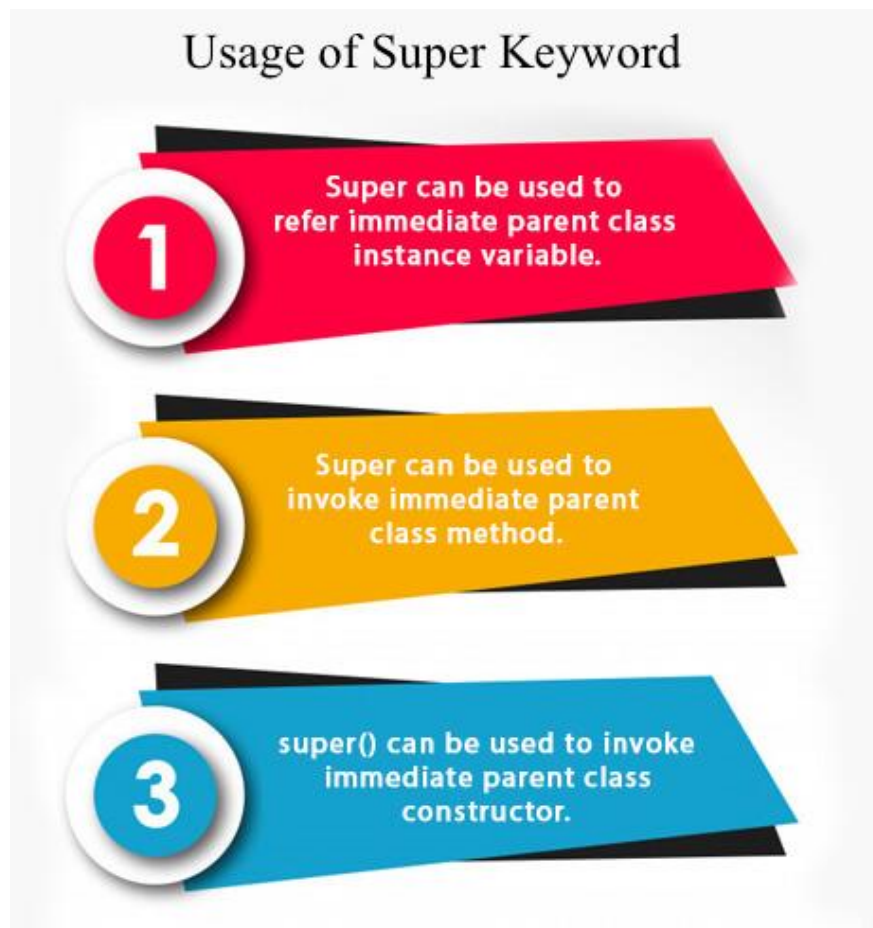 Usage of Super Keyword
1
Super can be used to
refer immediate parent class
instance variable.
2
Super can be used to
invoke immediate parent
class method.
3
super() can be used to invoke
immediate parent class
constructor.